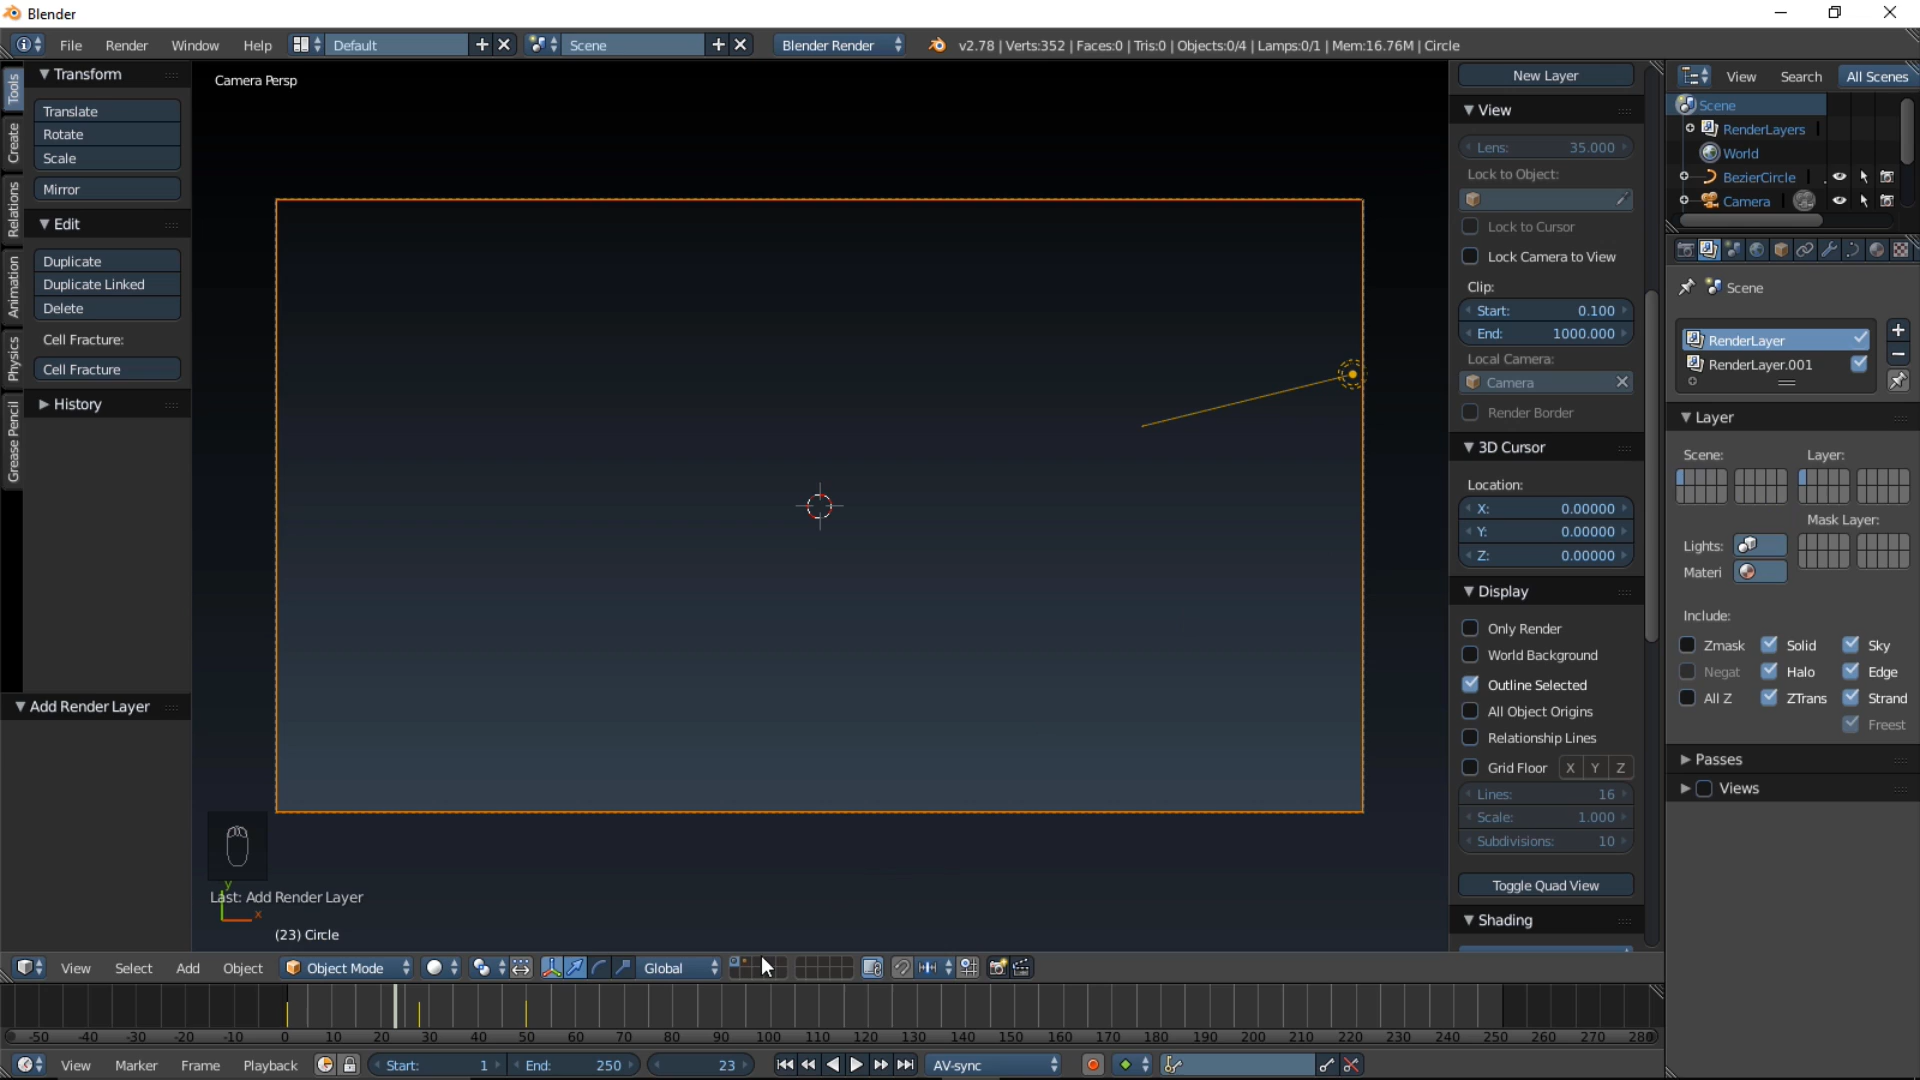 Blender
File Render Window Help Default Scene Blender Render v2.78 | Verts:352 | Faces:0 | Tris:0 | Objects:0/4 | Lamps:0/1 | Mem:16.76M | Circle
Tools
Create
Relations
Animation
Physics
Grease Pencil
Transform
Translate
Rotate
Scale
Mirror
Edit
Duplicate
Duplicate Linked
Delete
Cell Fracture:
Cell Fracture
History
Add Render Layer
Camera Persp
y
Last: Add Render Layer
x
(23) Circle
New Layer
View
Lens: 35.000
Lock to Object:
Lock to Cursor
Lock Camera to View
Clip:
Start: 0.100
End: 1000.000
Local Camera:
Camera
Render Border
3D Cursor
Location:
X: 0.00000
Y: 0.00000
Z: 0.00000
Display
Only Render
World Background
Outline Selected
All Object Origins
Relationship Lines
Grid Floor X Y Z
Lines: 16
Scale: 1.000
Subdivisions: 10
Toggle Quad View
Shading
View Search All Scenes
Scene
RenderLayers
World
BezierCircle
Camera
Scene
RenderLayer
RenderLayer.001
Layer
Scene: Layer:
Mask Layer:
Lights:
Materi
Include:
Zmask Solid Sky
Negat Halo Edge
All Z ZTrans Strand
Freest
Passes
Views
View Select Add Object Object Mode Global
-50 -40 -30 -20 -10 0 10 20 30 40 50 60 70 80 90 100 110 120 130 140 150 160 170 180 190 200 210 220 230 240 250 260 270 280
View Marker Frame Playback Start: 1 End: 250 23 AV-sync